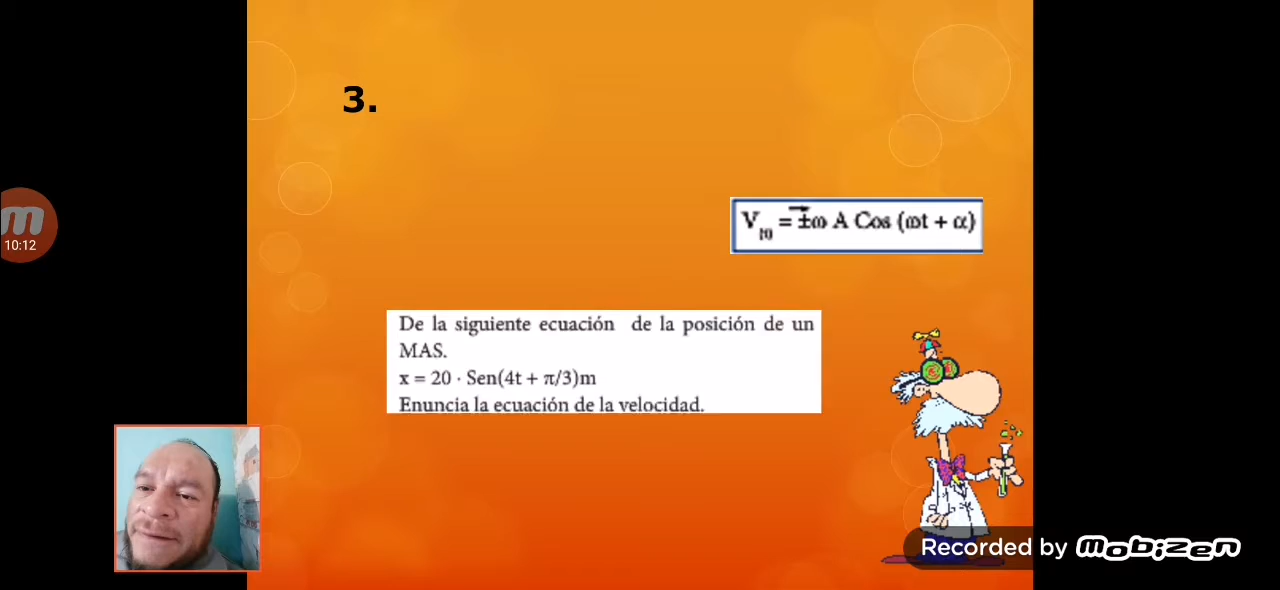 3.
V(t) = ±ω A Cos (ωt + α)
De la siguiente ecuación de la posición de un
MAS.
x = 20 · Sen(4t + π/3)m
Enuncia la ecuación de la velocidad.
10:12
Recorded by mobizen